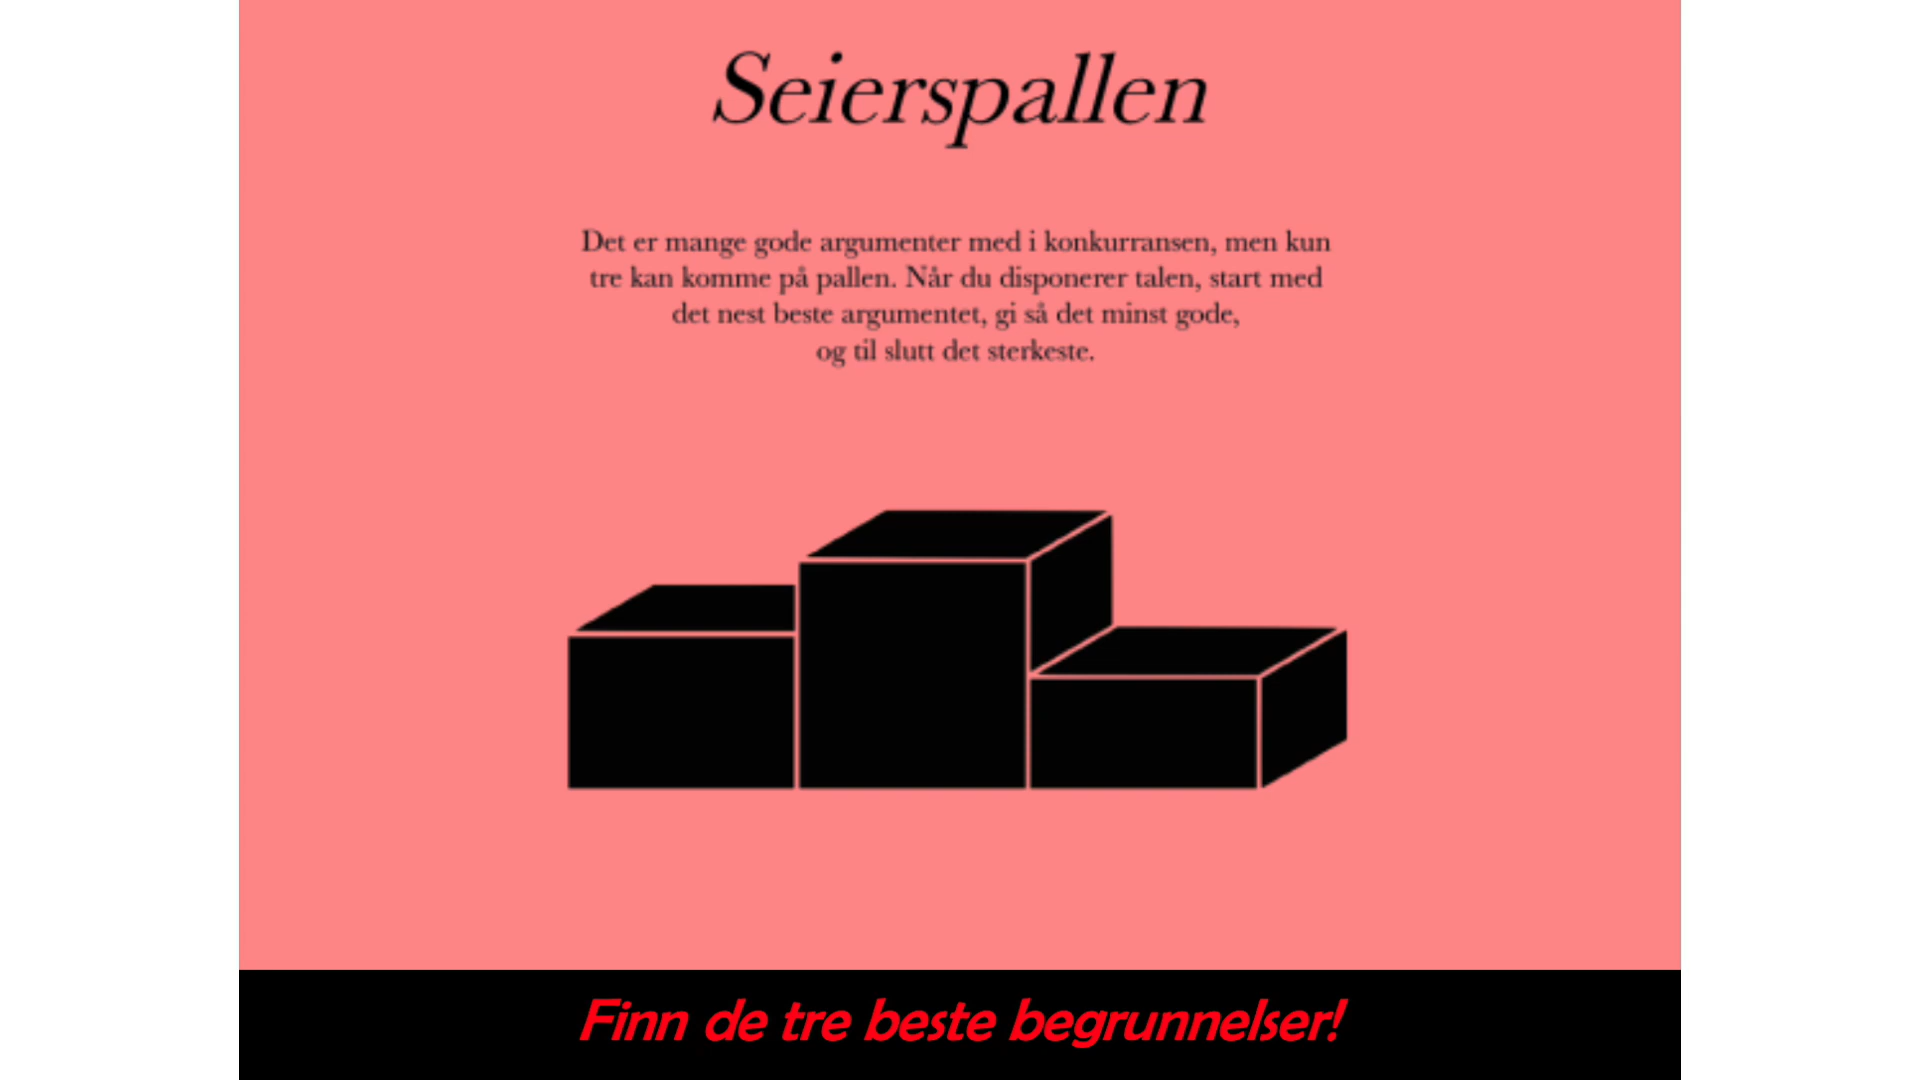 Seierspallen
Det er mange gode argumenter med i konkurransen, men kun
tre kan komme på pallen. Når du disponerer talen, start med
det nest beste argumentet, gi så det minst gode,
og til slutt det sterkeste.
Finn de tre beste begrunnelser!